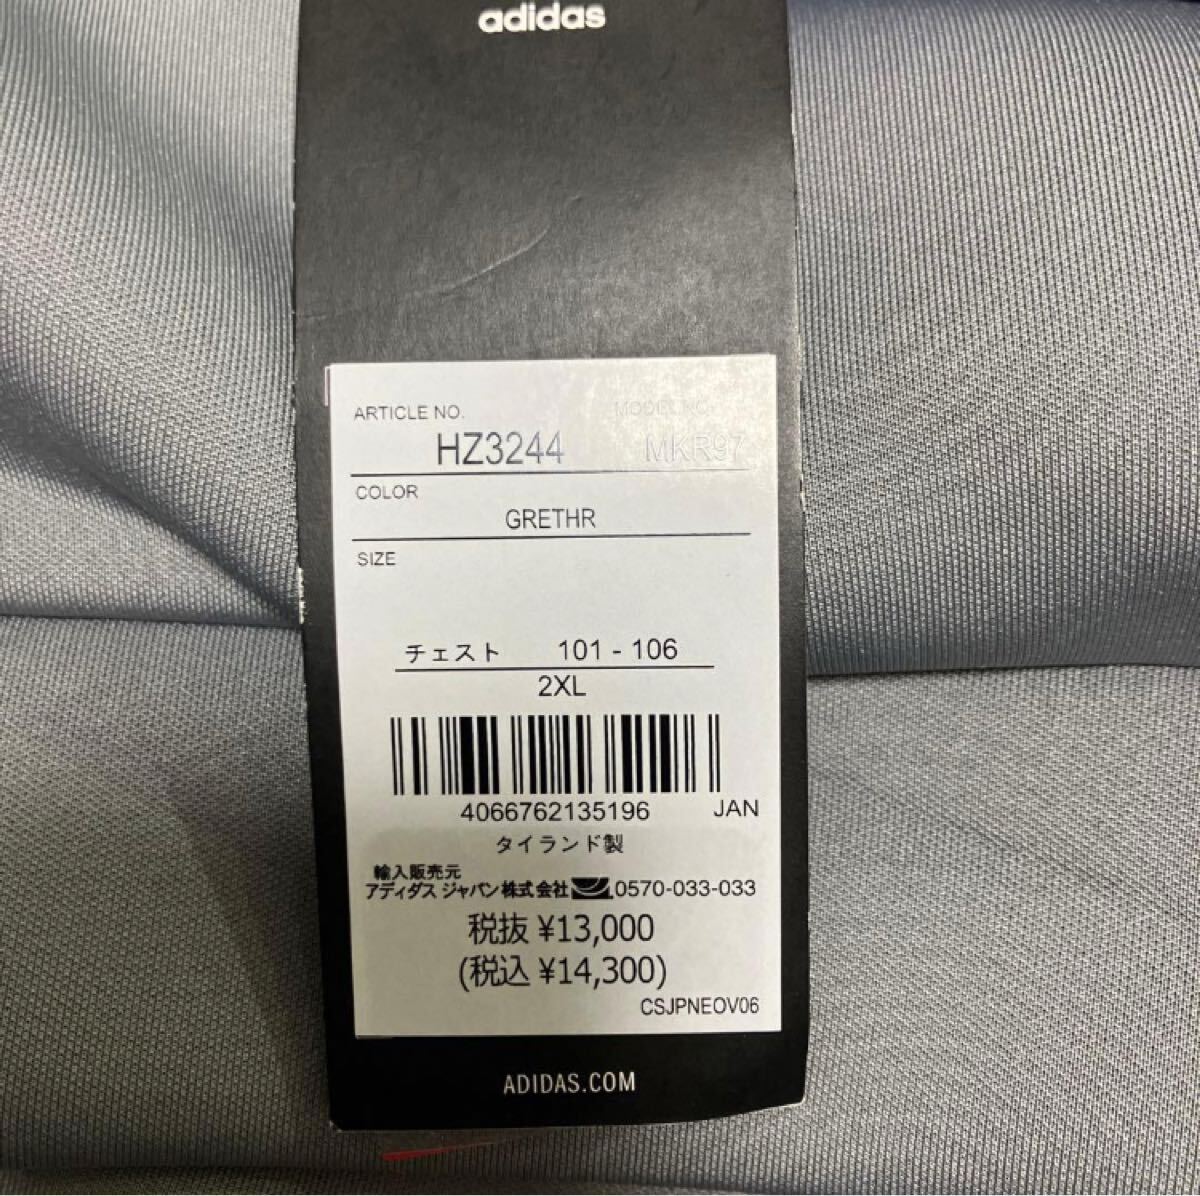 adidas
ARTICLE NO. MODEL NO.
HZ3244 MKR97
COLOR
GRETHR
SIZE
チェスト 101 - 106
2XL
4066762135196 JAN
タイランド製
輸入販売元
アディダス ジャパン株式会社 0570-033-033
税抜 ¥13,000
(税込 ¥14,300)
CSJPNEOV06
ADIDAS.COM